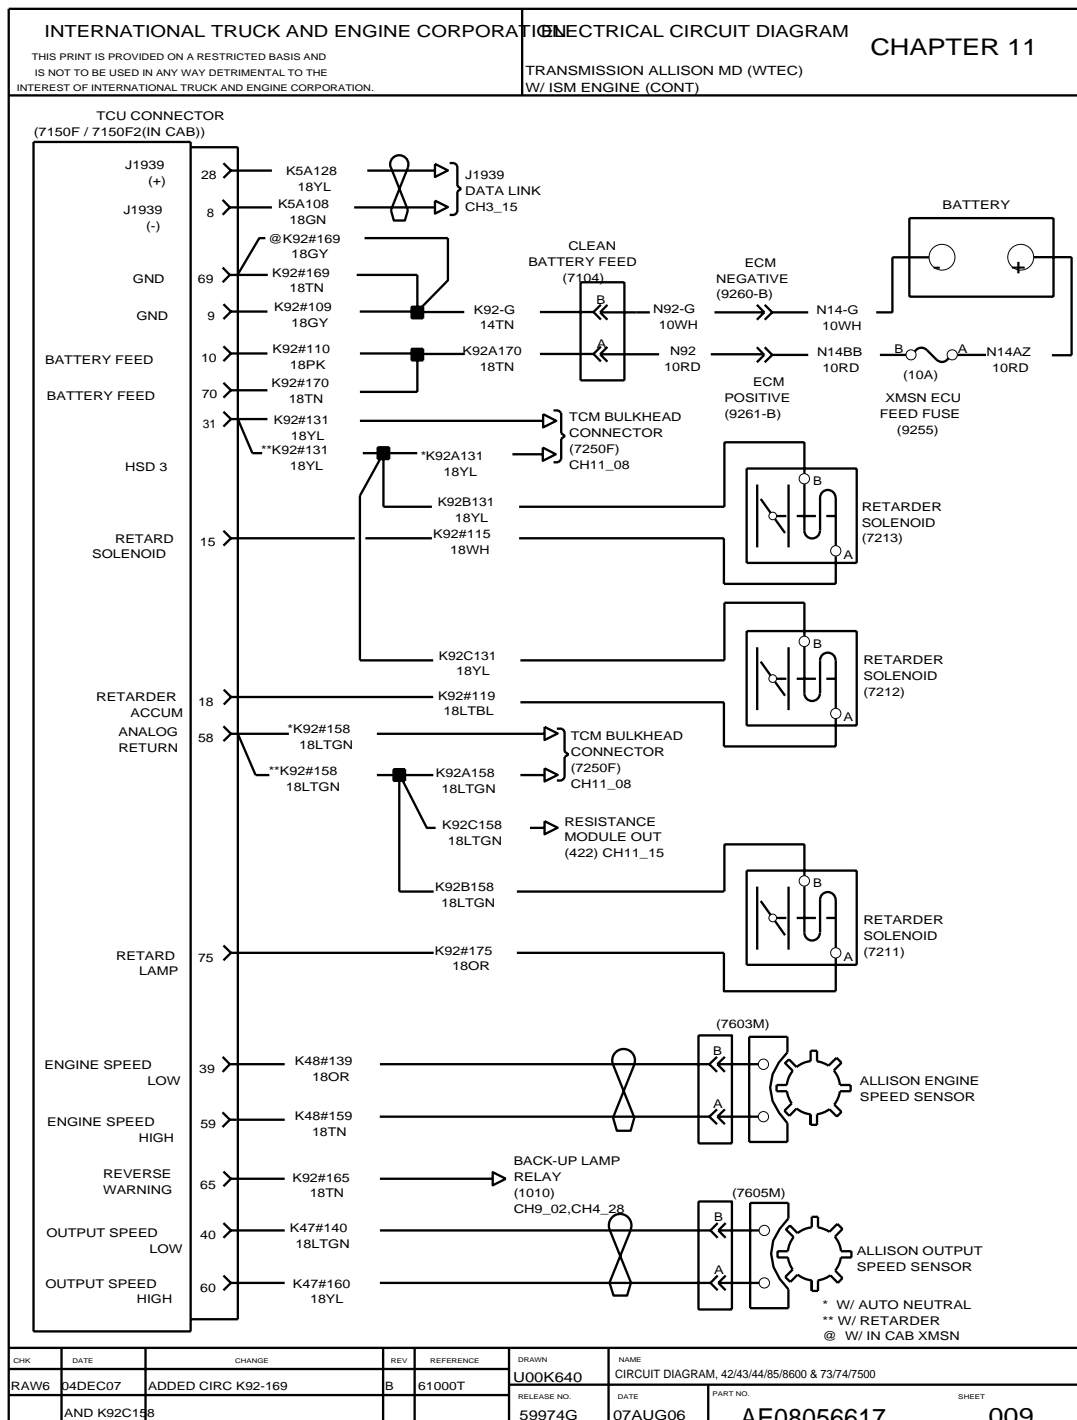 INTERNATIONAL TRUCK AND ENGINE CORPORATION
THIS PRINT IS PROVIDED ON A RESTRICTED BASIS AND
IS NOT TO BE USED IN ANY WAY DETRIMENTAL TO THE
INTEREST OF INTERNATIONAL TRUCK AND ENGINE CORPORATION.
ELECTRICAL CIRCUIT DIAGRAM
CHAPTER 11
TRANSMISSION ALLISON MD (WTEC)
W/ ISM ENGINE (CONT)
TCU CONNECTOR
(7150F / 7150F2(IN CAB))
J1939
(+)
28
K5A128
18YL
J1939
DATA LINK
CH3_15
J1939
(-)
8
K5A108
18GN
@K92#169
18GY
GND
69
K92#169
18TN
GND
9
K92#109
18GY
K92-G
14TN
CLEAN
BATTERY FEED
(7104)
B
A
N92-G
10WH
ECM
NEGATIVE
(9260-B)
N14-G
10WH
BATTERY
-
+
BATTERY FEED
10
K92#110
18PK
K92A170
18TN
N92
10RD
ECM
POSITIVE
(9261-B)
N14BB
10RD
B
A
(10A)
XMSN ECU
FEED FUSE
(9255)
N14AZ
10RD
BATTERY FEED
70
K92#170
18TN
31
K92#131
18YL
**K92#131
18YL
*K92A131
18YL
TCM BULKHEAD
CONNECTOR
(7250F)
CH11_08
HSD 3
K92B131
18YL
B
A
RETARDER
SOLENOID
(7213)
RETARD
SOLENOID
15
K92#115
18WH
K92C131
18YL
B
A
RETARDER
SOLENOID
(7212)
RETARDER
ACCUM
18
K92#119
18LTBL
ANALOG
RETURN
58
*K92#158
18LTGN
**K92#158
18LTGN
K92A158
18LTGN
TCM BULKHEAD
CONNECTOR
(7250F)
CH11_08
K92C158
18LTGN
RESISTANCE
MODULE OUT
(422) CH11_15
K92B158
18LTGN
B
A
RETARDER
SOLENOID
(7211)
RETARD
LAMP
75
K92#175
18OR
(7603M)
ENGINE SPEED
LOW
39
K48#139
18OR
B
ALLISON ENGINE
SPEED SENSOR
ENGINE SPEED
HIGH
59
K48#159
18TN
A
REVERSE
WARNING
65
K92#165
18TN
BACK-UP LAMP
RELAY
(1010)
CH9_02,CH4_28
(7605M)
OUTPUT SPEED
LOW
40
K47#140
18LTGN
B
ALLISON OUTPUT
SPEED SENSOR
OUTPUT SPEED
HIGH
60
K47#160
18YL
A
* W/ AUTO NEUTRAL
** W/ RETARDER
@ W/ IN CAB XMSN
CHK DATE CHANGE REV REFERENCE
RAW6 04DEC07 ADDED CIRC K92-169 B 61000T
AND K92C158
DRAWN
U00K640
NAME
CIRCUIT DIAGRAM, 42/43/44/85/8600 & 73/74/7500
RELEASE NO.
59974G
DATE
07AUG06
PART NO.
AE08056617
SHEET
009